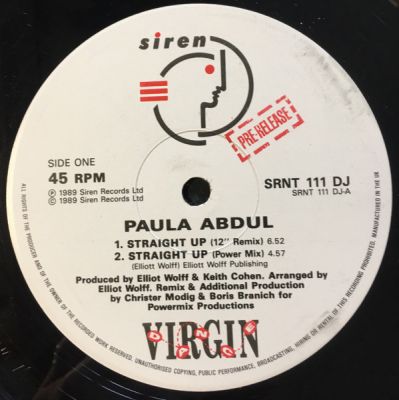 siren
PRE-RELEASE
SIDE ONE
45 RPM
℗ 1989 Siren Records Ltd
© 1989 Siren Records Ltd
SRNT 111 DJ
SRNT 111 DJ-A
PAULA ABDUL
1. STRAIGHT UP (12" Remix) 6.52
2. STRAIGHT UP (Power Mix) 4.57
(Elliott Wolff) Elliott Wolff Publishing
Produced by Elliot Wolff & Keith Cohen. Arranged by
Elliot Wolff. Remix & Additional Production
by Christer Modig & Boris Branich for
Powermix Productions
VIRGIN
DANCE
ALL RIGHTS OF THE PRODUCER AND OF THE OWNER OF THE RECORDED WORK RESERVED. UNAUTHORISED COPYING, PUBLIC PERFORMANCE, BROADCASTING, HIRING OR RENTAL OF THIS RECORD PROHIBITED. MANUFACTURED IN THE UK